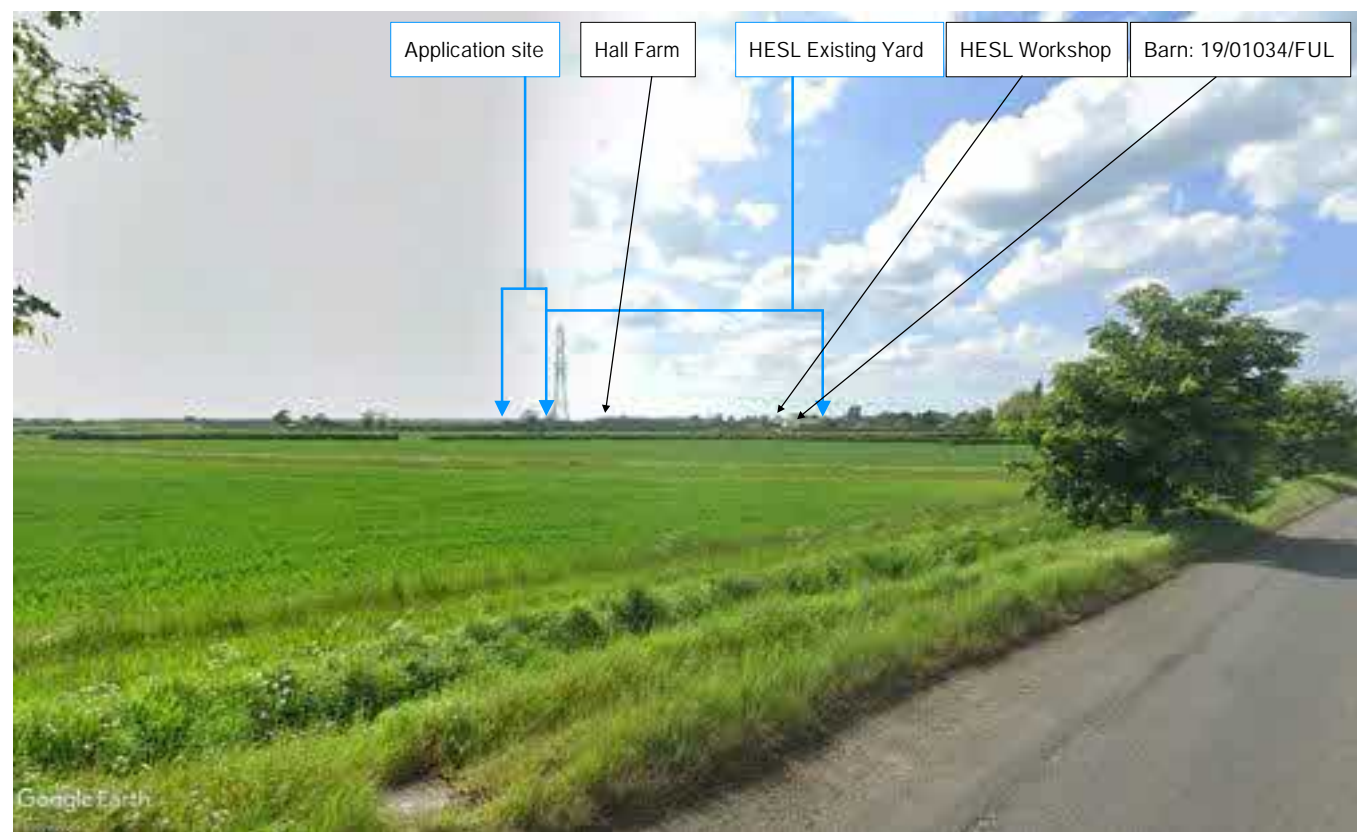 Application site
Hall Farm
HESL Existing Yard
HESL Workshop
Barn: 19/01034/FUL
Google Earth